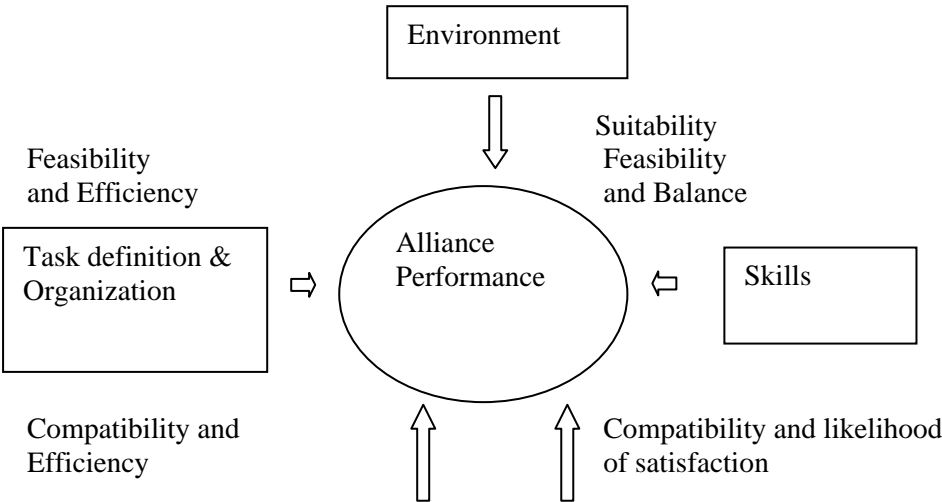 Environment
Suitability
Feasibility
and Balance
Feasibility
and Efficiency
Task definition &
Organization
Alliance
Performance
Skills
Compatibility and
Efficiency
Compatibility and likelihood
of satisfaction